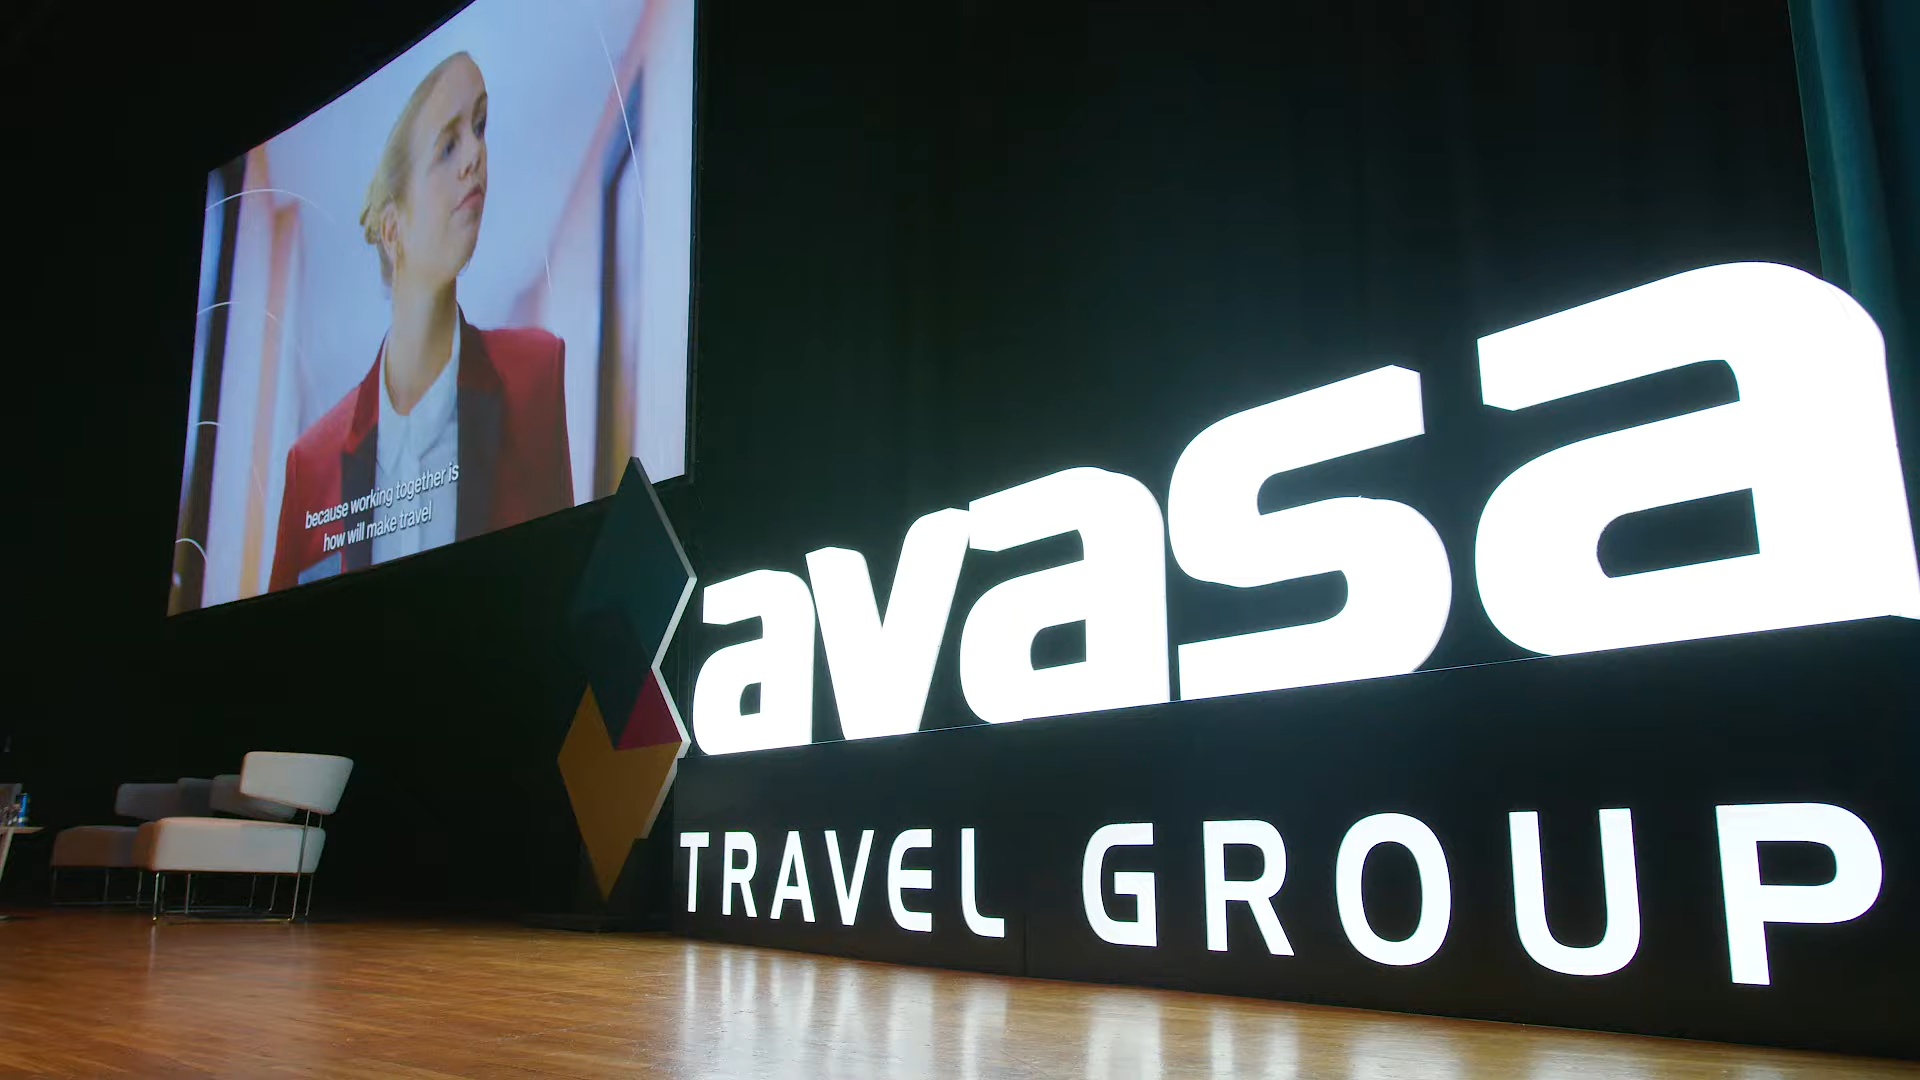 because working together is
how will make travel
avasa
TRAVEL GROUP